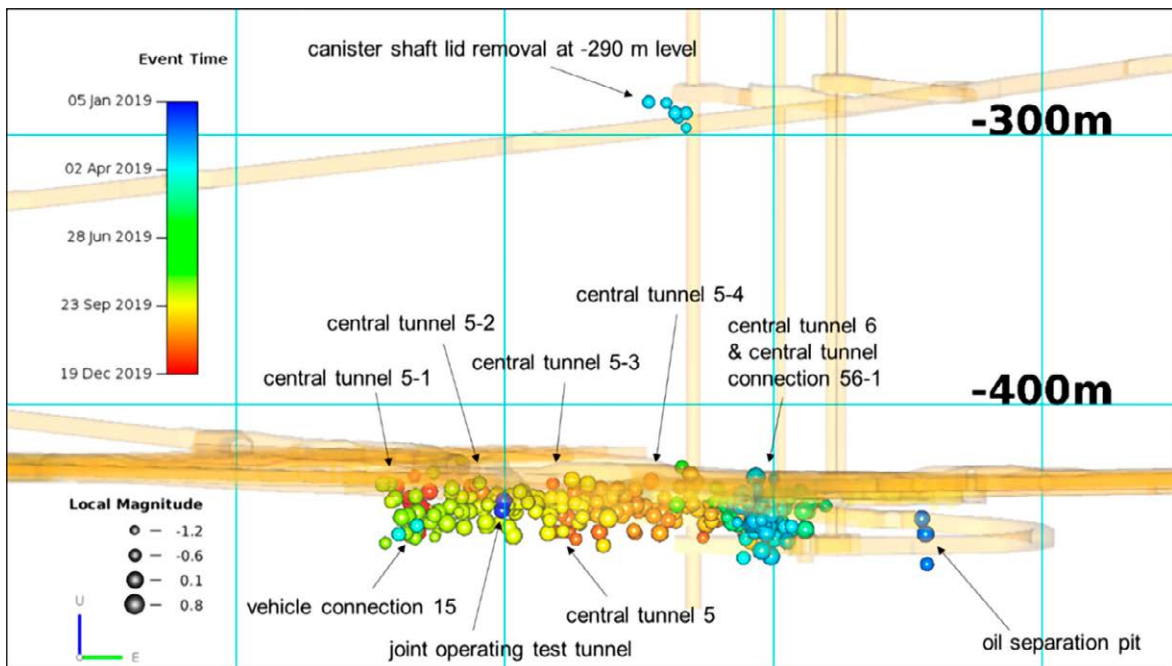 canister shaft lid removal at -290 m level
Event Time
05 Jan 2019
02 Apr 2019
28 Jun 2019
23 Sep 2019
19 Dec 2019
-300m
central tunnel 5-4
central tunnel 5-2
central tunnel 6
& central tunnel
connection 56-1
central tunnel 5-3
central tunnel 5-1
-400m
Local Magnitude
-1.2
-0.6
0.1
0.8
U
E
vehicle connection 15
central tunnel 5
joint operating test tunnel
oil separation pit